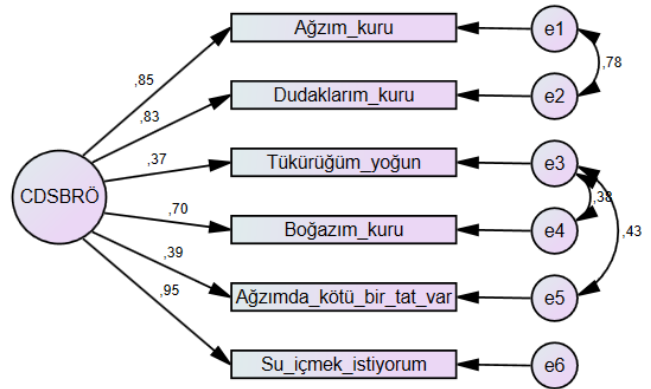 Ağzım_kuru
e1
,85
,78
Dudaklarım_kuru
e2
,83
Tükürüğüm_yoğun
e3
,37
CDSBRÖ
,38
,70
Boğazım_kuru
e4
,43
,39
Ağzımda_kötü_bir_tat_var
e5
,95
Su_içmek_istiyorum
e6